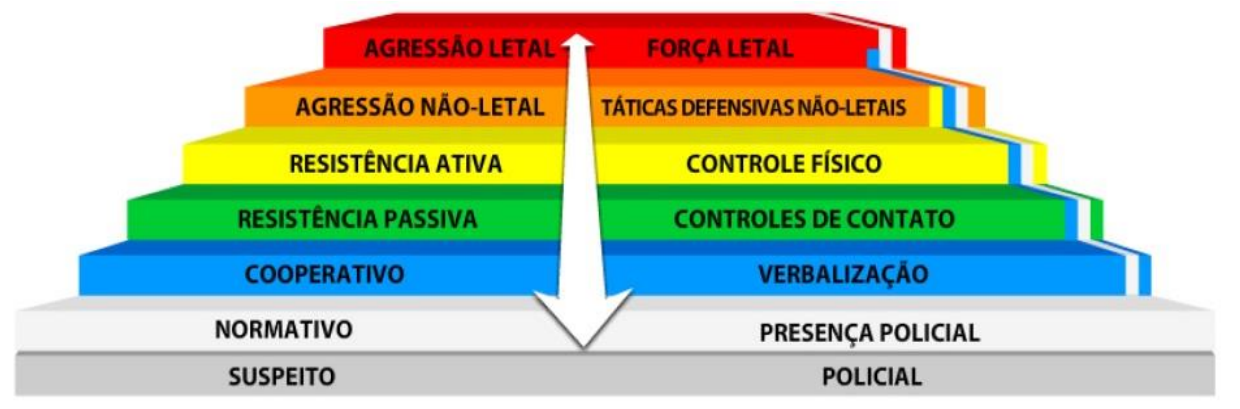 AGRESSÃO LETAL FORÇA LETAL
AGRESSÃO NÃO-LETAL TÁTICAS DEFENSIVAS NÃO-LETAIS
RESISTÊNCIA ATIVA CONTROLE FÍSICO
RESISTÊNCIA PASSIVA CONTROLES DE CONTATO
COOPERATIVO VERBALIZAÇÃO
NORMATIVO PRESENÇA POLICIAL
SUSPEITO POLICIAL